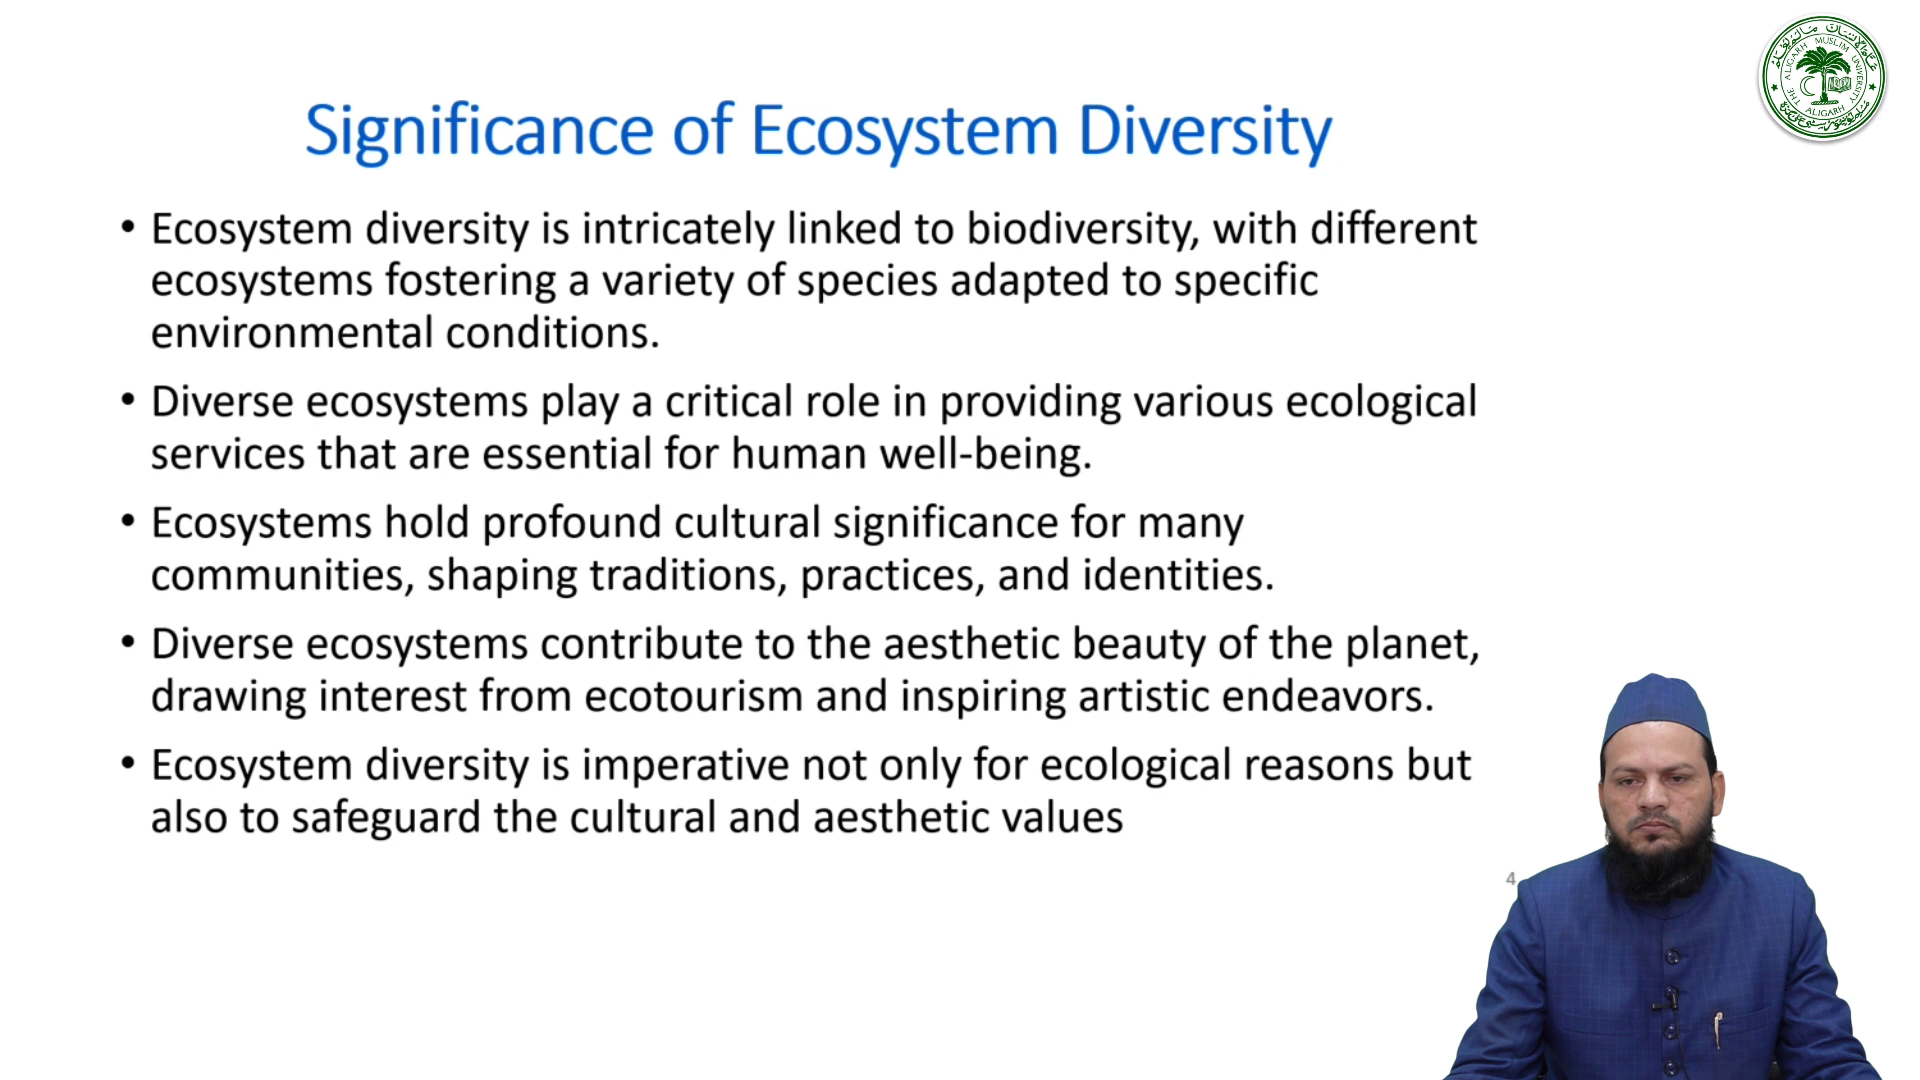 THE ALIGARH MUSLIM UNIVERSITY
ALIGARH
Significance of Ecosystem Diversity
• Ecosystem diversity is intricately linked to biodiversity, with different
ecosystems fostering a variety of species adapted to specific
environmental conditions.
• Diverse ecosystems play a critical role in providing various ecological
services that are essential for human well-being.
• Ecosystems hold profound cultural significance for many
communities, shaping traditions, practices, and identities.
• Diverse ecosystems contribute to the aesthetic beauty of the planet,
drawing interest from ecotourism and inspiring artistic endeavors.
• Ecosystem diversity is imperative not only for ecological reasons but
also to safeguard the cultural and aesthetic values
4